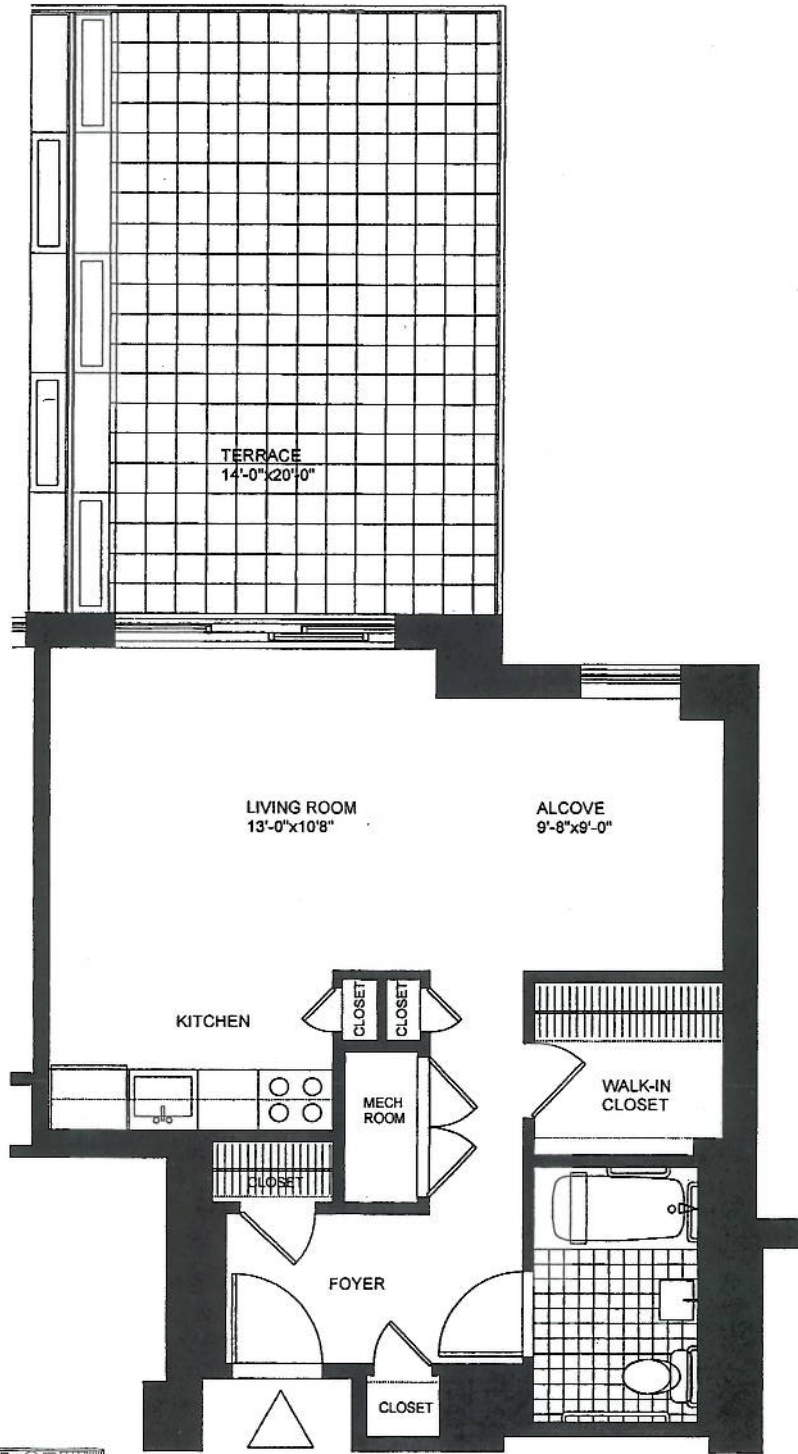 TERRACE
14'-0"x20'-0"
LIVING ROOM
13'-0"x10'8"
ALCOVE
9'-8"x9'-0"
CLOSET
CLOSET
KITCHEN
MECH
ROOM
WALK-IN
CLOSET
CLOSET
FOYER
CLOSET